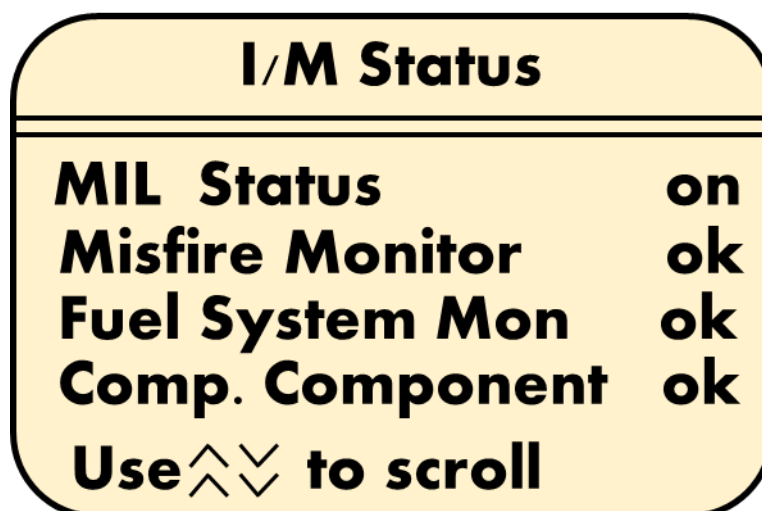 I/M Status
MIL Status on
Misfire Monitor ok
Fuel System Mon ok
Comp. Component ok
Use to scroll